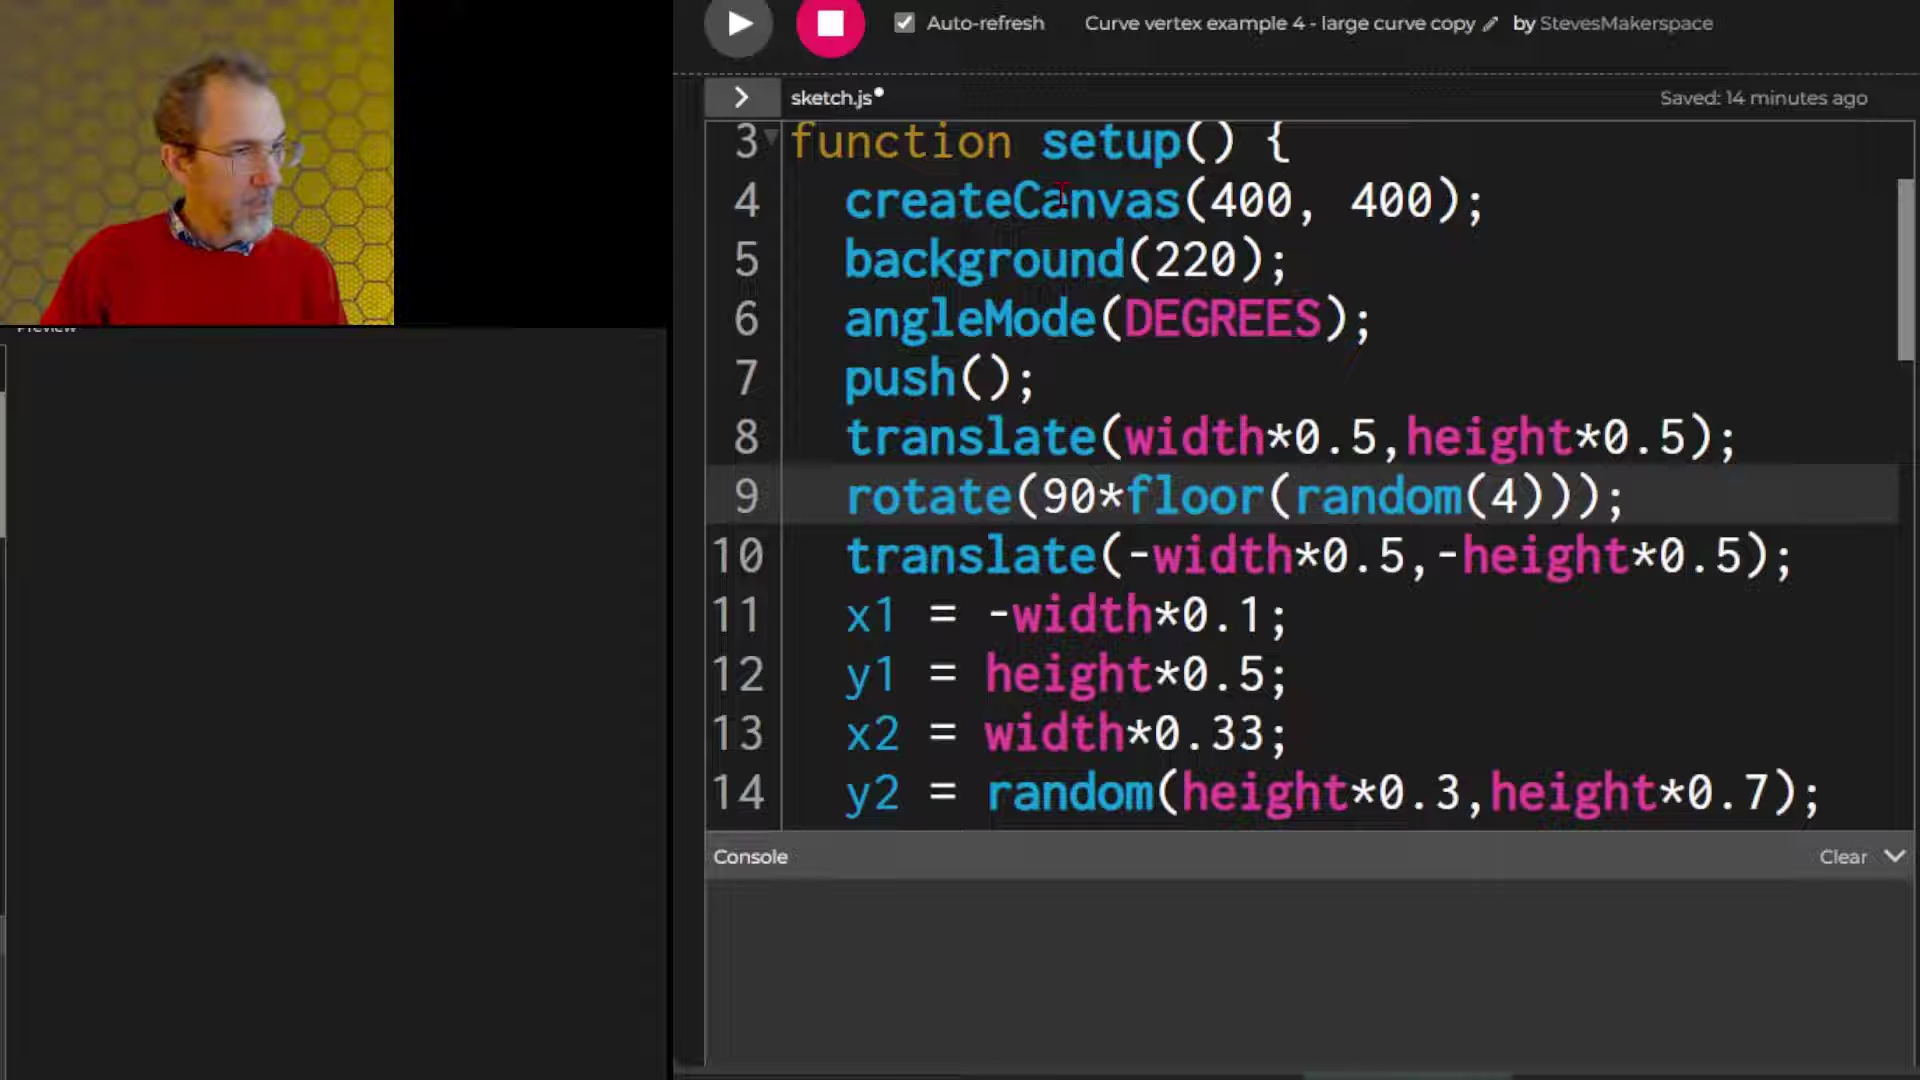 Auto-refresh Curve vertex example 4 - large curve copy by StevesMakerspace
sketch.js Saved: 14 minutes ago
Preview
3 function setup() {
4 createCanvas(400, 400);
5 background(220);
6 angleMode(DEGREES);
7 push();
8 translate(width*0.5,height*0.5);
9 rotate(90*floor(random(4)));
10 translate(-width*0.5,-height*0.5);
11 x1 = -width*0.1;
12 y1 = height*0.5;
13 x2 = width*0.33;
14 y2 = random(height*0.3,height*0.7);
Console Clear